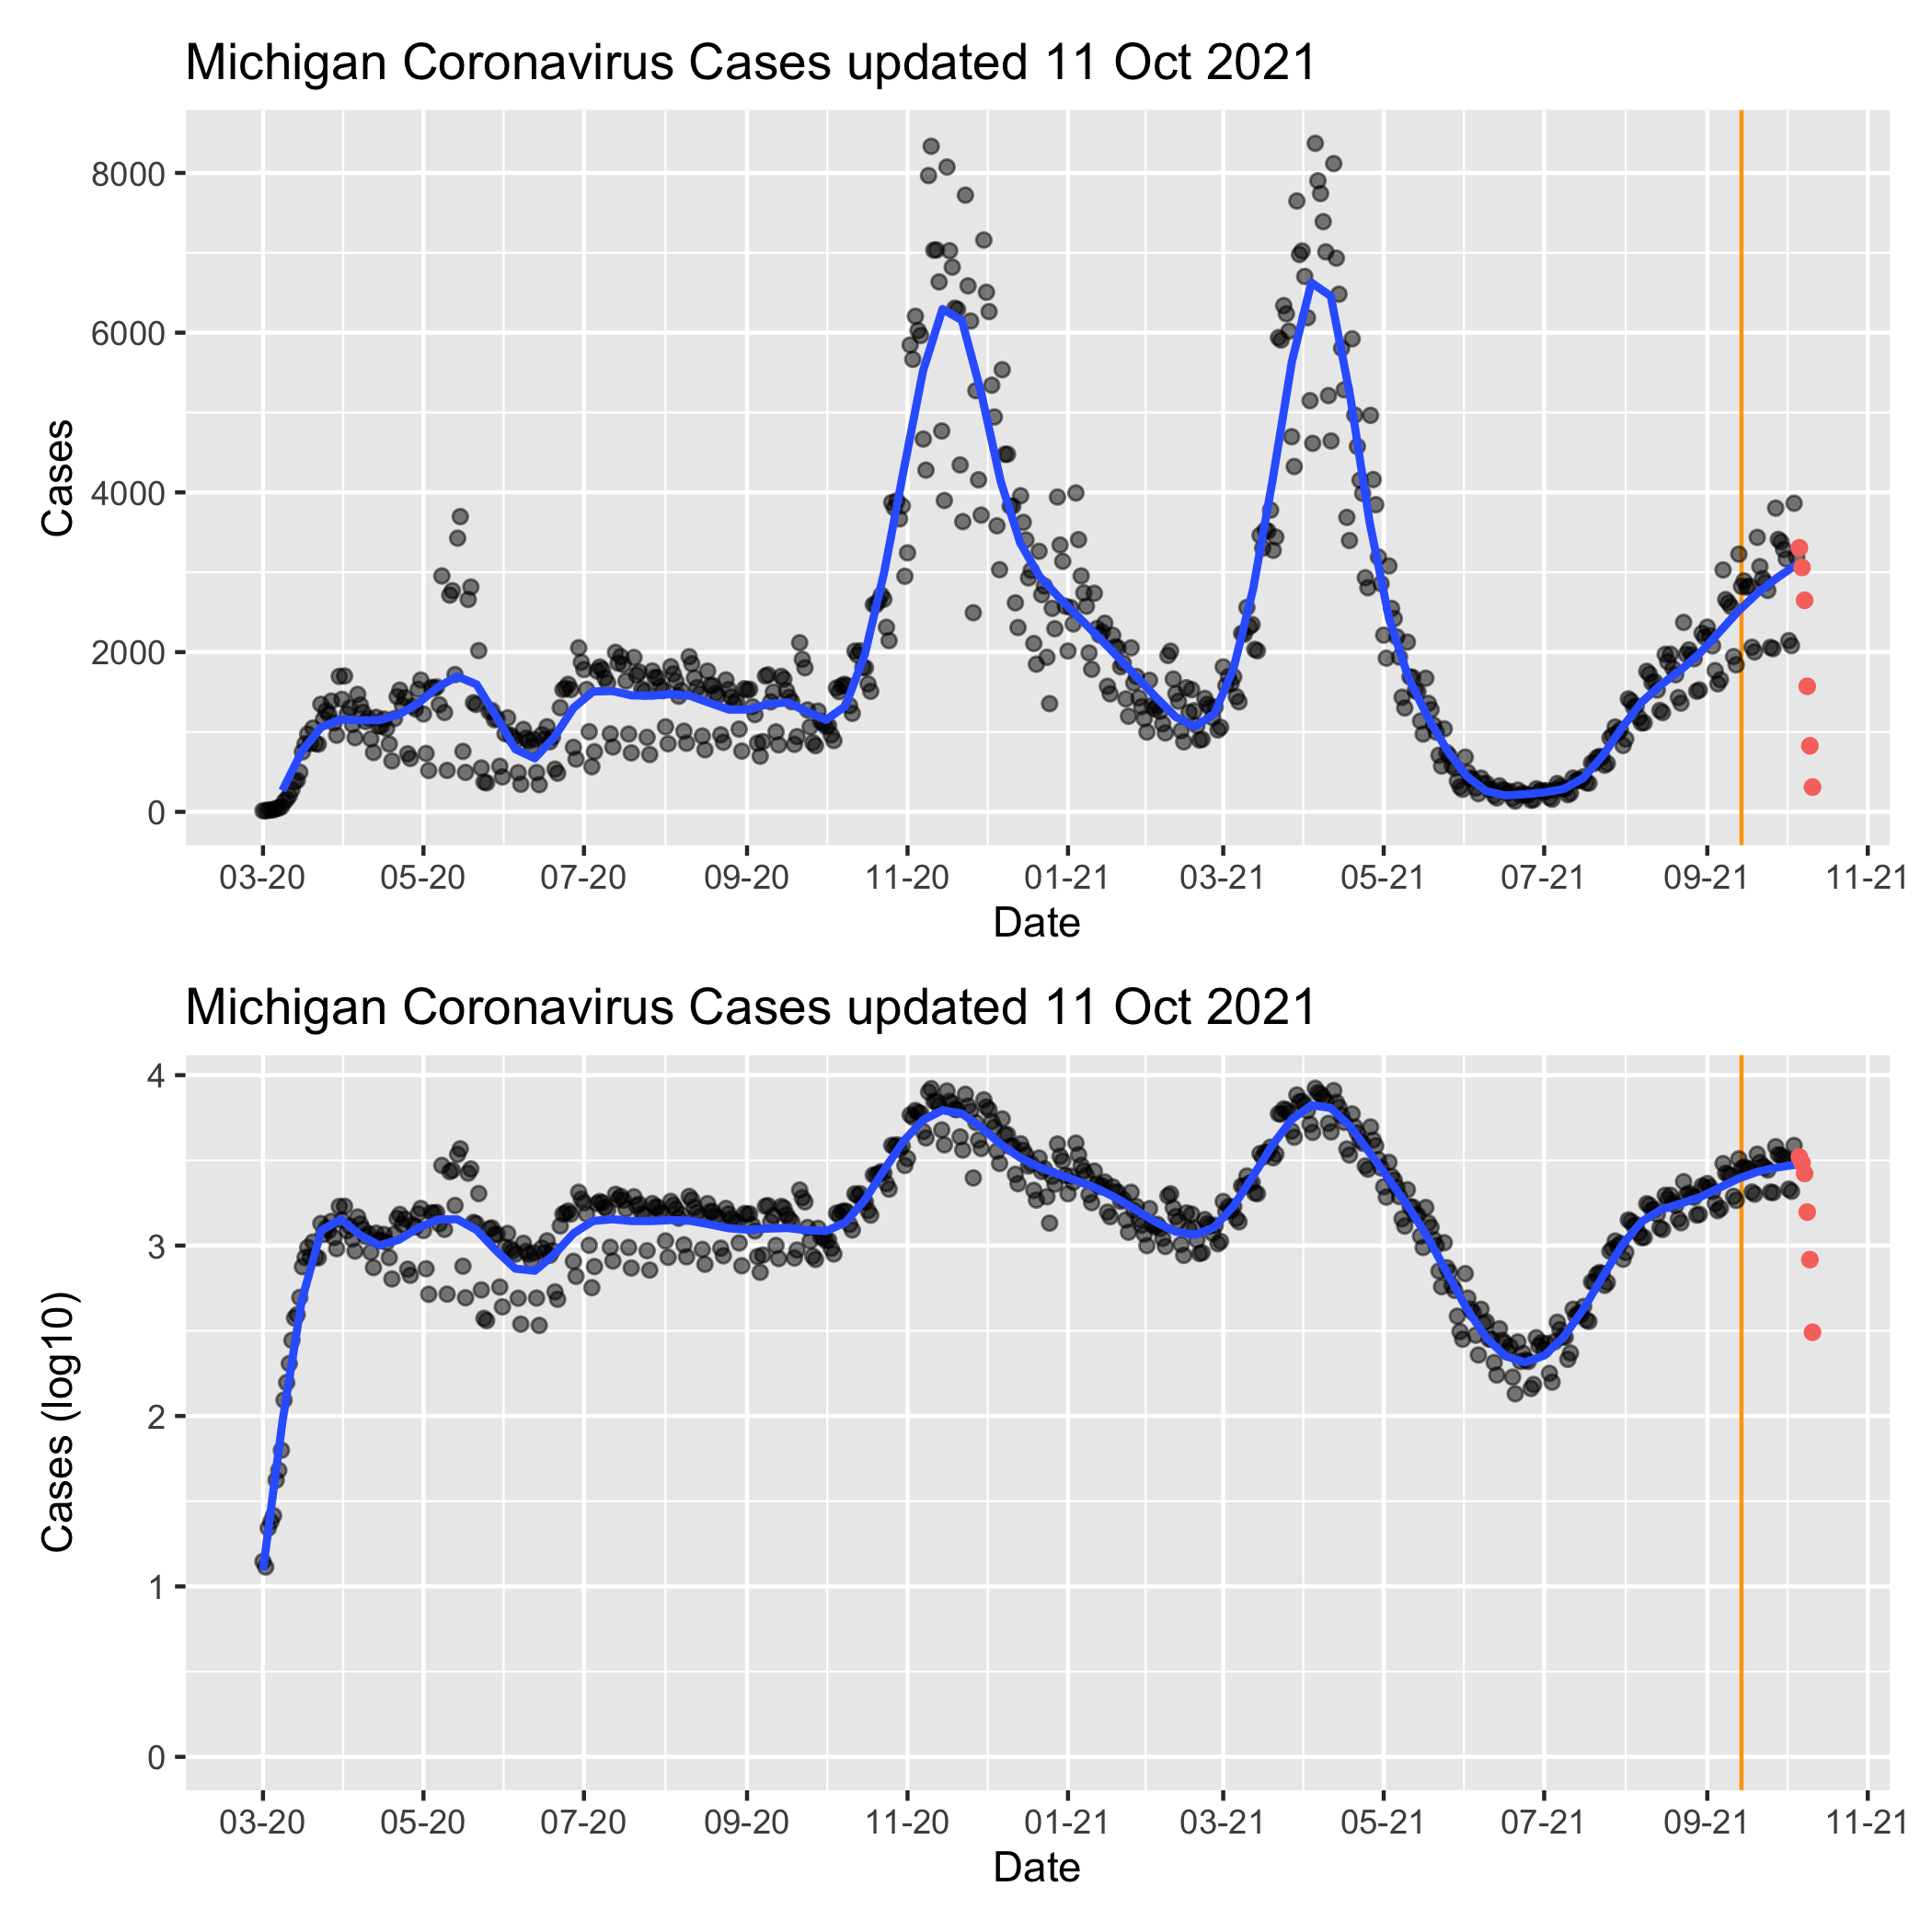 Michigan Coronavirus Cases updated 11 Oct 2021
8000
6000
4000
2000
0
Cases
03-20 05-20 07-20 09-20 11-20 01-21 03-21 05-21 07-21 09-21 11-21
Date
Michigan Coronavirus Cases updated 11 Oct 2021
4
3
2
1
0
Cases (log10)
03-20 05-20 07-20 09-20 11-20 01-21 03-21 05-21 07-21 09-21 11-21
Date